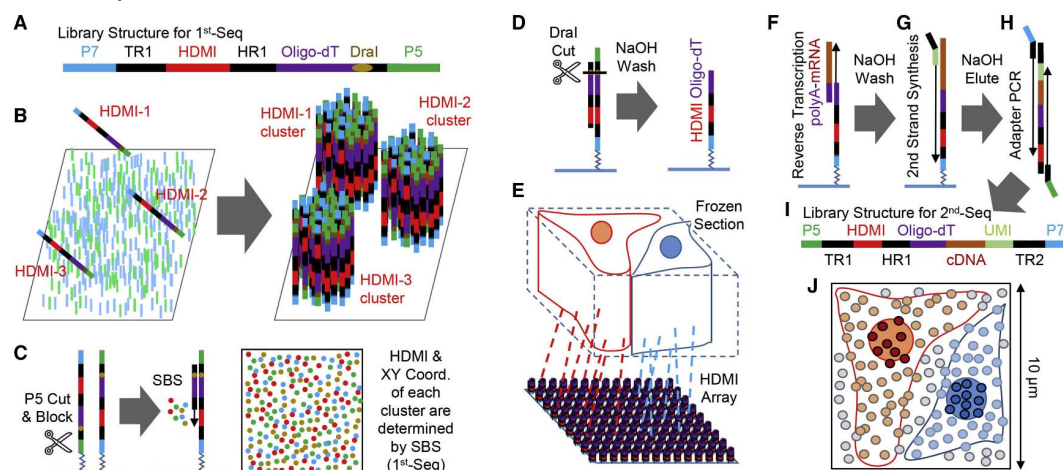 A
Library Structure for 1st-Seq
P7 TR1 HDMI HR1 Oligo-dT DraI P5
B
HDMI-1
HDMI-2
HDMI-3
HDMI-1
cluster
HDMI-2
cluster
HDMI-3
cluster
C
P5 Cut
& Block
SBS
HDMI &
XY Coord.
of each
cluster are
determined
by SBS
(1st-Seq)
D
DraI
Cut
NaOH
Wash
HDMI Oligo-dT
E
Frozen
Section
HDMI
Array
F
Reverse Transcription
polyA-mRNA
NaOH
Wash
G
2nd Strand Synthesis
NaOH
Elute
H
Adapter PCR
I
Library Structure for 2nd-Seq
P5 HDMI Oligo-dT UMI P7
TR1 HR1 cDNA TR2
J
10 μm